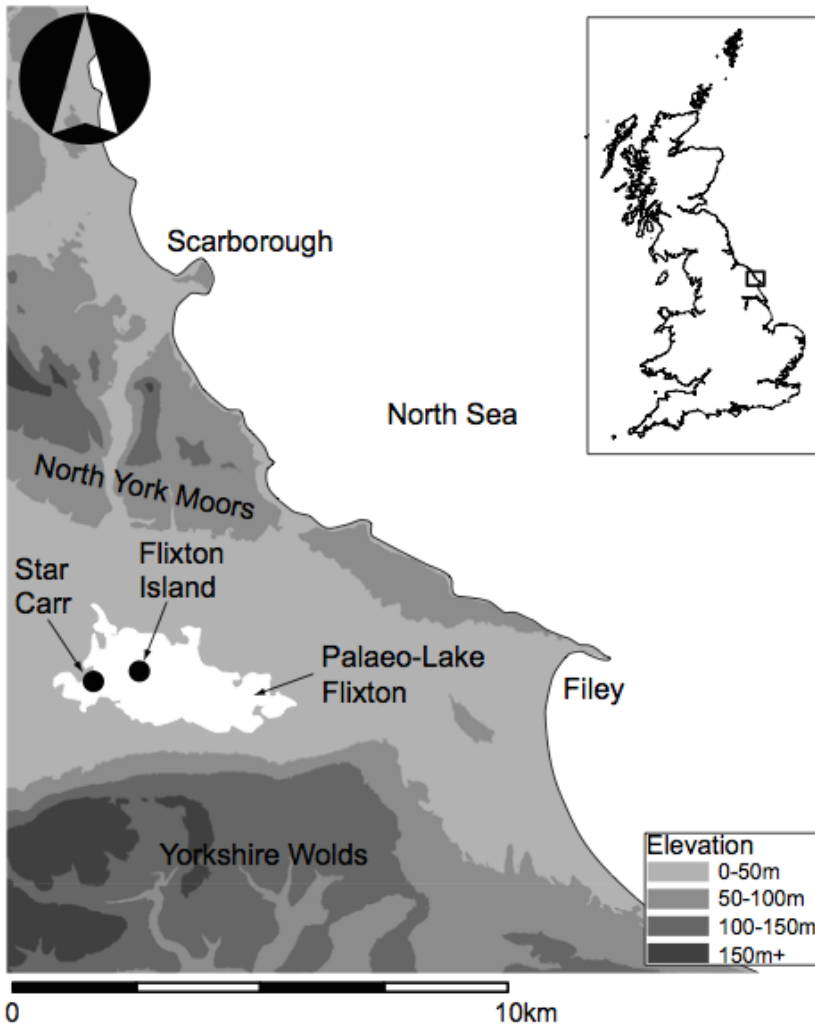 Scarborough
North Sea
North York Moors
Flixton
Island
Star
Carr
Palaeo-Lake
Flixton
Filey
Yorkshire Wolds
Elevation
0-50m
50-100m
100-150m
150m+
0
10km